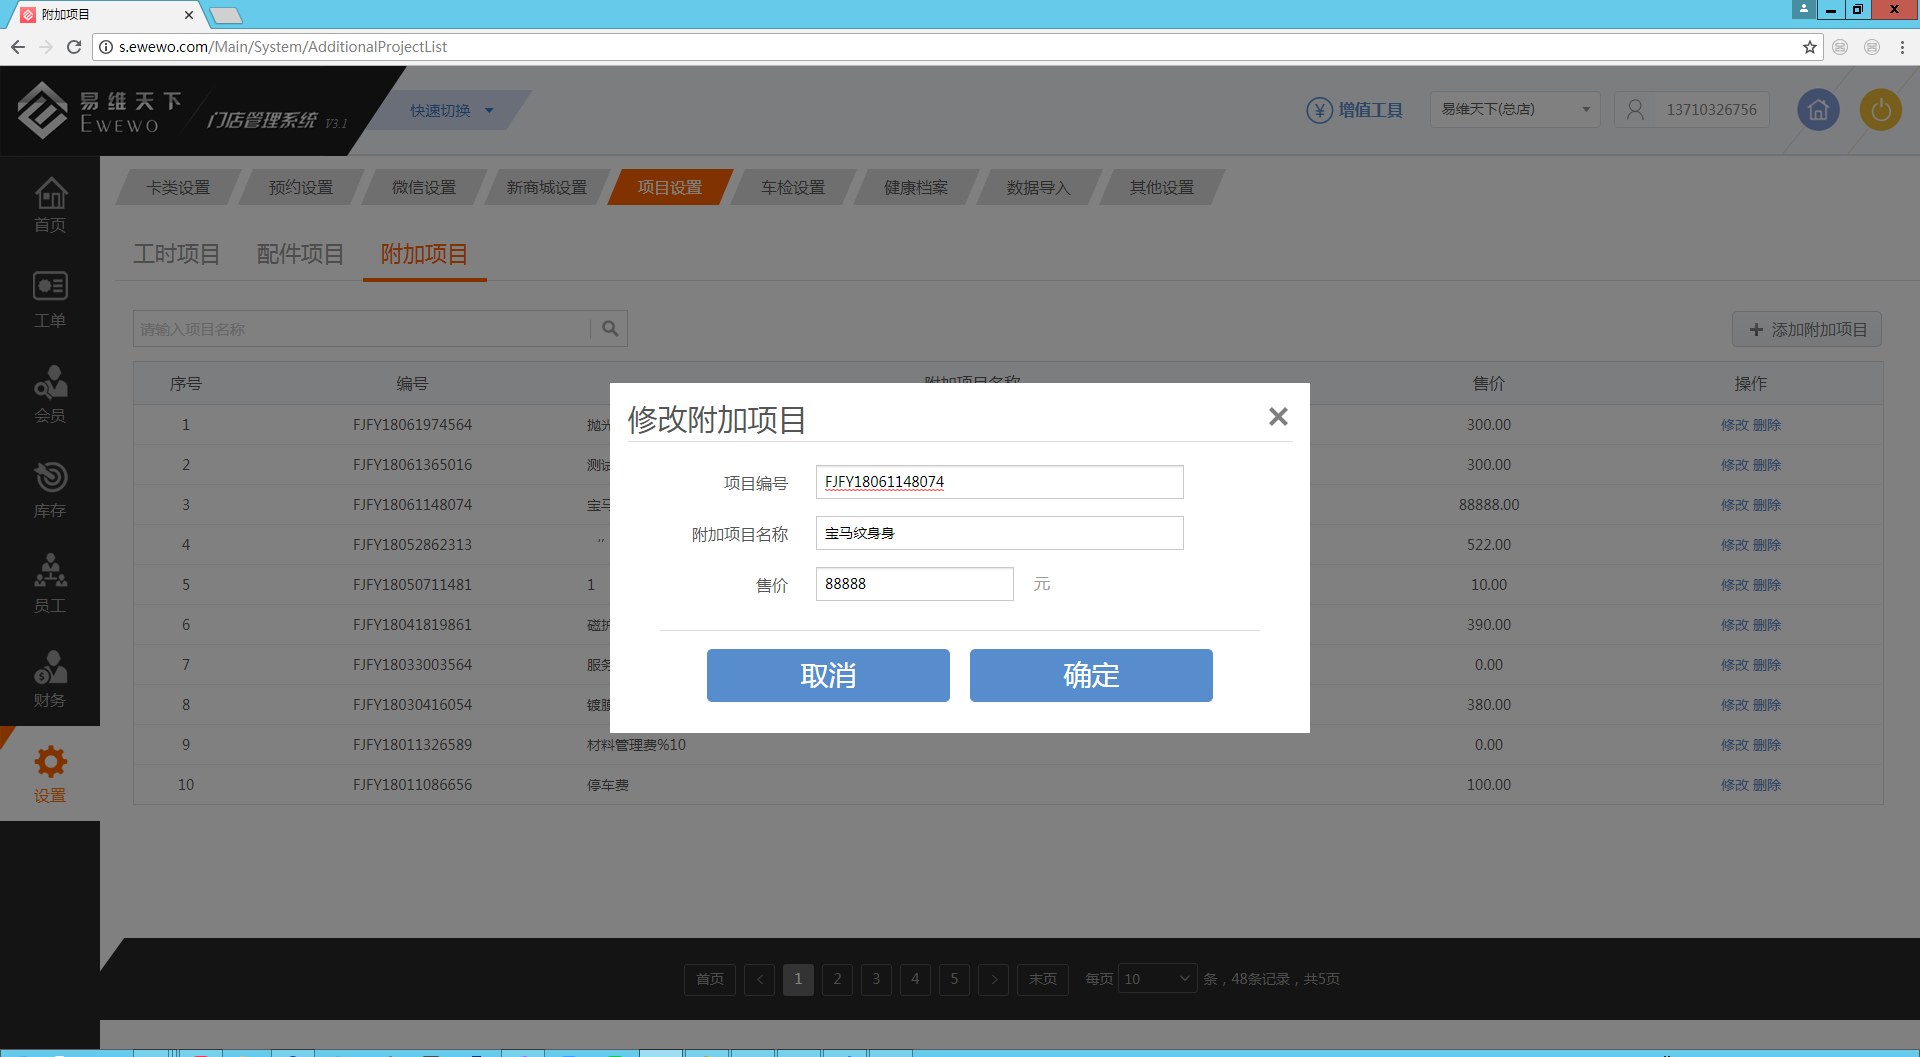 附加项目
s.ewewo.com/Main/System/AdditionalProjectList
易维天下
EWEWO
门店管理系统 V3.1
快速切换
增值工具
易维天下(总店)
13710326756
首页
工单
会员
库存
员工
财务
设置
卡类设置 预约设置 微信设置 新商城设置 项目设置 车检设置 健康档案 数据导入 其他设置
工时项目 配件项目 附加项目
请输入项目名称
添加附加项目
序号 编号 附加项目名称 售价 操作
1 FJFY18061974564 抛光 300.00 修改 删除
2 FJFY18061365016 测试 300.00 修改 删除
3 FJFY18061148074 宝马 88888.00 修改 删除
4 FJFY18052862313 ,, 522.00 修改 删除
5 FJFY18050711481 1 10.00 修改 删除
6 FJFY18041819861 磁护 390.00 修改 删除
7 FJFY18033003564 服务 0.00 修改 删除
8 FJFY18030416054 镀膜 380.00 修改 删除
9 FJFY18011326589 材料管理费%10 0.00 修改 删除
10 FJFY18011086656 停车费 100.00 修改 删除
修改附加项目
项目编号 FJFY18061148074
附加项目名称 宝马纹身身
售价 88888 元
取消 确定
首页 < 1 2 3 4 5 > 末页 每页 10 条，48条记录，共5页